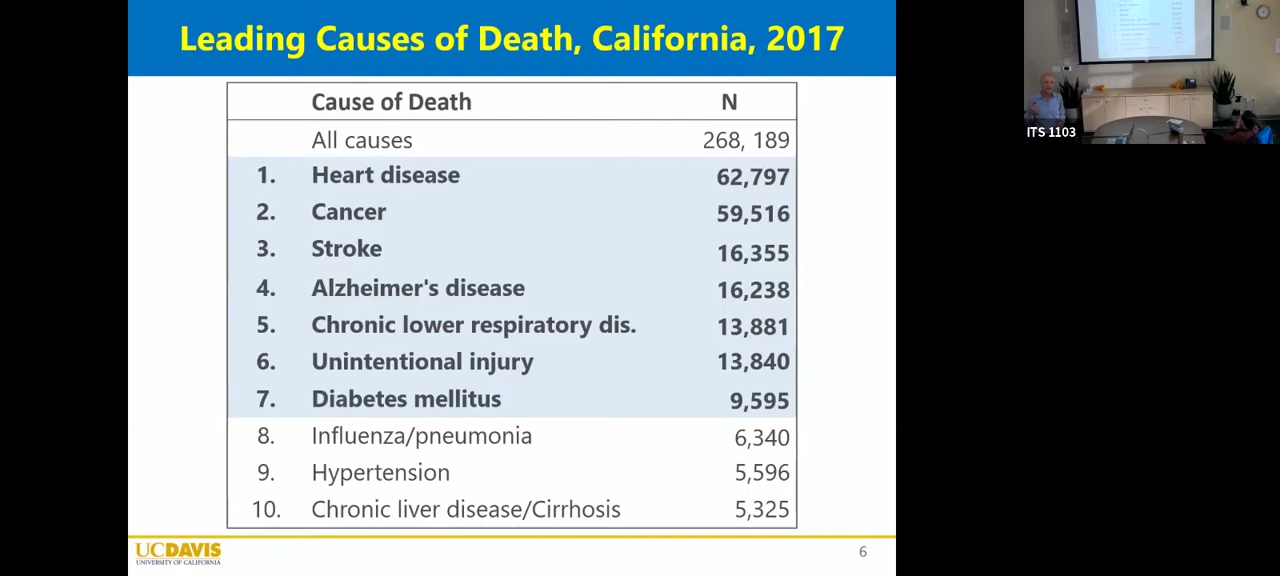 Leading Causes of Death, California, 2017
Cause of Death N
All causes 268, 189
1. Heart disease 62,797
2. Cancer 59,516
3. Stroke 16,355
4. Alzheimer's disease 16,238
5. Chronic lower respiratory dis. 13,881
6. Unintentional injury 13,840
7. Diabetes mellitus 9,595
8. Influenza/pneumonia 6,340
9. Hypertension 5,596
10. Chronic liver disease/Cirrhosis 5,325
UCDAVIS
UNIVERSITY OF CALIFORNIA
6
ITS 1103